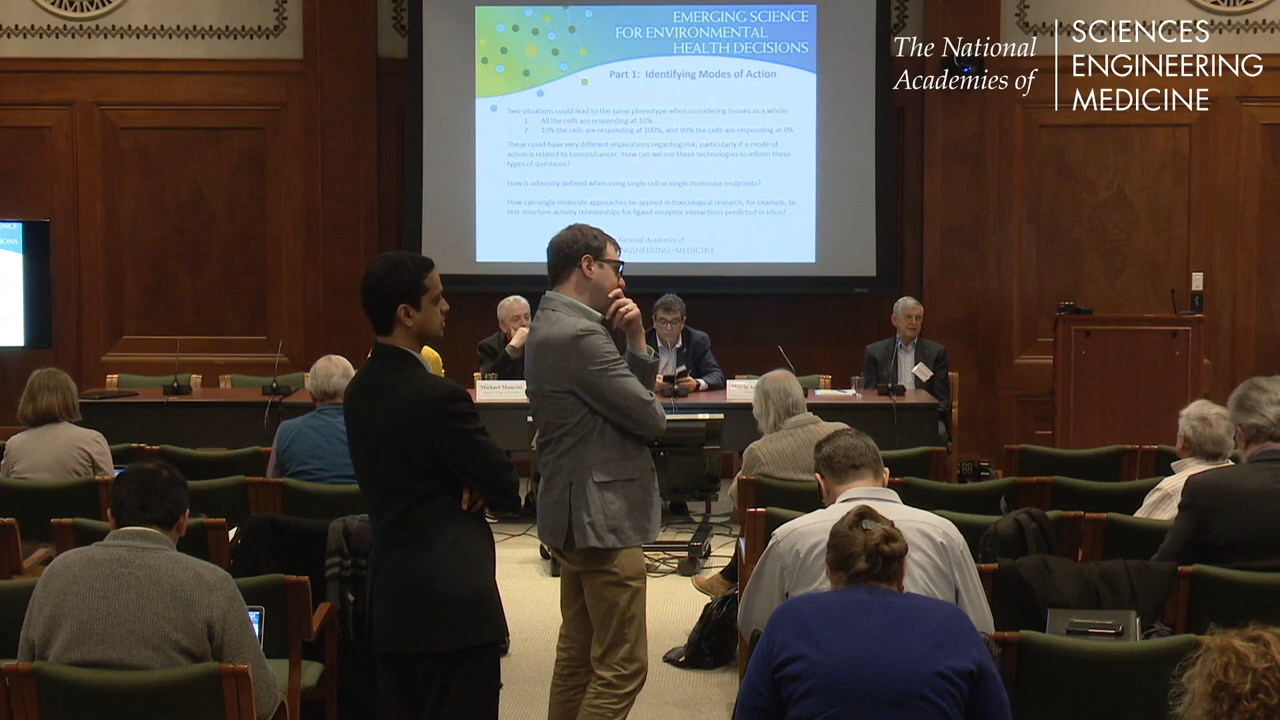 The National
Academies of
SCIENCES
ENGINEERING
MEDICINE
EMERGING SCIENCE
FOR ENVIRONMENTAL
HEALTH DECISIONS
Part 1: Identifying Modes of Action
Two situations could lead to the same phenotype when considering tissues as a whole:
1. All the cells are responding at 10%
2. 10% the cells are responding at 100%, and 90% the cells are responding at 0%
These could have very different implications regarding risk, particularly if a mode of
action is related to tumors/cancer. How can we use these technologies to inform these
types of questions?
How is adversity defined when using single cell or single molecular endpoints?
How can single molecule approaches be applied in toxicological research, for example, to
test structure-activity relationships for ligand-receptor interactions predicted in silico?
National Academies of
ENGINEERING • MEDICINE
Michael Mancini